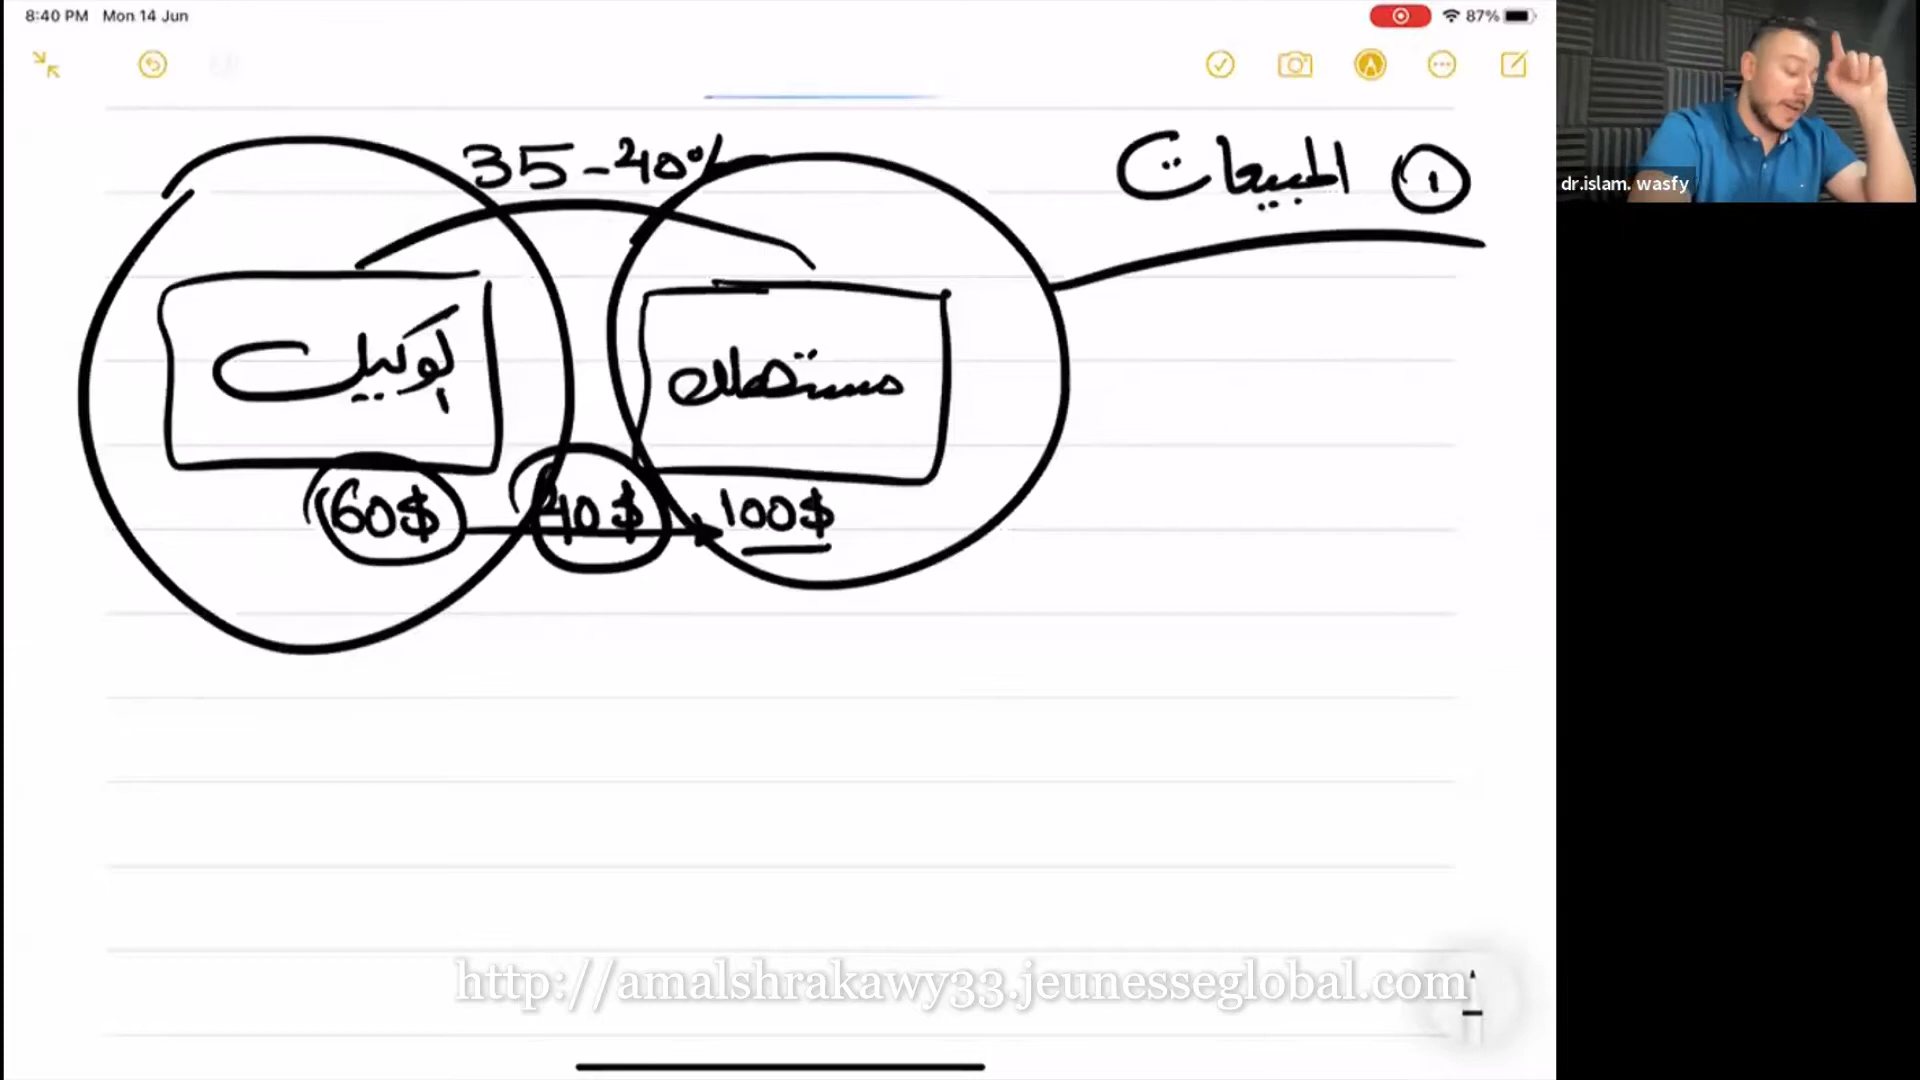 8:40 PM Mon 14 Jun
87%
① المبيعات
35-40%
مستهلك
لوكيل
60$ 40$ 100$
dr.islam. wasfy
http://amalshrakawy33.jeunesseglobal.com